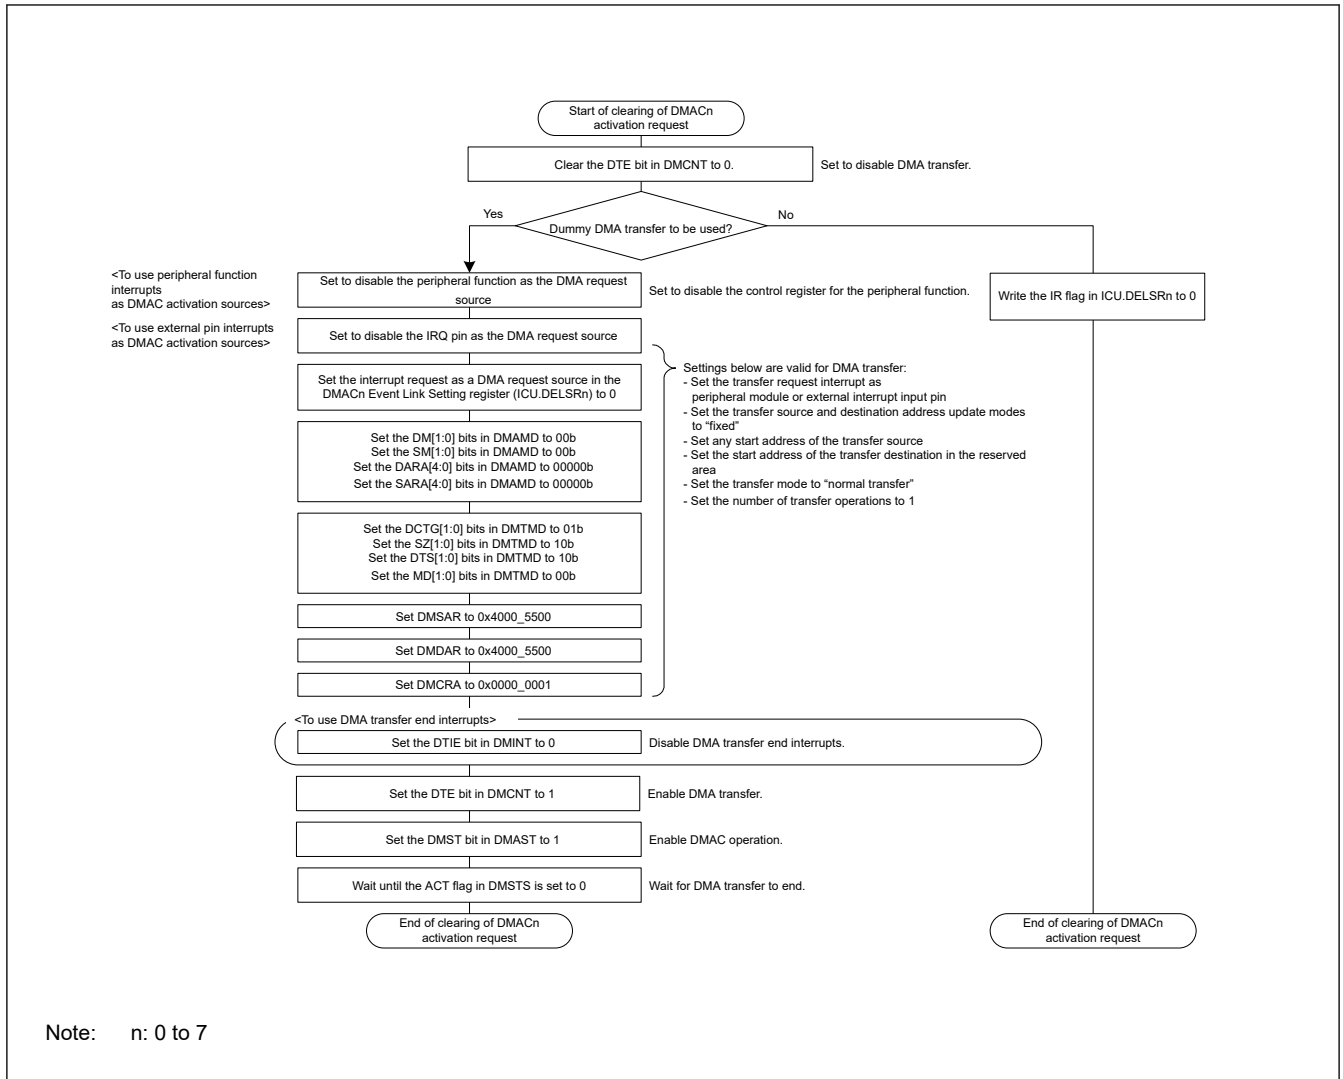 Start of clearing of DMACn
activation request
Clear the DTE bit in DMCNT to 0.
Set to disable DMA transfer.
Yes
No
Dummy DMA transfer to be used?
<To use peripheral function
interrupts
as DMAC activation sources>
Set to disable the peripheral function as the DMA request
source
Set to disable the control register for the peripheral function.
Write the IR flag in ICU.DELSRn to 0
<To use external pin interrupts
as DMAC activation sources>
Set to disable the IRQ pin as the DMA request source
Set the interrupt request as a DMA request source in the
DMACn Event Link Setting register (ICU.DELSRn) to 0
Settings below are valid for DMA transfer:
- Set the transfer request interrupt as
peripheral module or external interrupt input pin
- Set the transfer source and destination address update modes
to “fixed”
- Set any start address of the transfer source
- Set the start address of the transfer destination in the reserved
area
- Set the transfer mode to “normal transfer”
- Set the number of transfer operations to 1
Set the DM[1:0] bits in DMAMD to 00b
Set the SM[1:0] bits in DMAMD to 00b
Set the DARA[4:0] bits in DMAMD to 00000b
Set the SARA[4:0] bits in DMAMD to 00000b
Set the DCTG[1:0] bits in DMTMD to 01b
Set the SZ[1:0] bits in DMTMD to 10b
Set the DTS[1:0] bits in DMTMD to 10b
Set the MD[1:0] bits in DMTMD to 00b
Set DMSAR to 0x4000_5500
Set DMDAR to 0x4000_5500
Set DMCRA to 0x0000_0001
<To use DMA transfer end interrupts>
Set the DTIE bit in DMINT to 0
Disable DMA transfer end interrupts.
Set the DTE bit in DMCNT to 1
Enable DMA transfer.
Set the DMST bit in DMAST to 1
Enable DMAC operation.
Wait until the ACT flag in DMSTS is set to 0
Wait for DMA transfer to end.
End of clearing of DMACn
activation request
End of clearing of DMACn
activation request
Note: n: 0 to 7